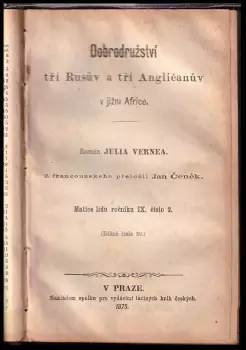 Dobrodružství
tří Rusův a tří Angličanův
v jižní Africe.
Román JULIA VERNEA.
Z francouzského přeložil Jan Čeněk.
Matice lidu ročníku IX. číslo 2.
V PRAZE.
Nákladem spolku pro vydávání laciných knih českých.
1875.